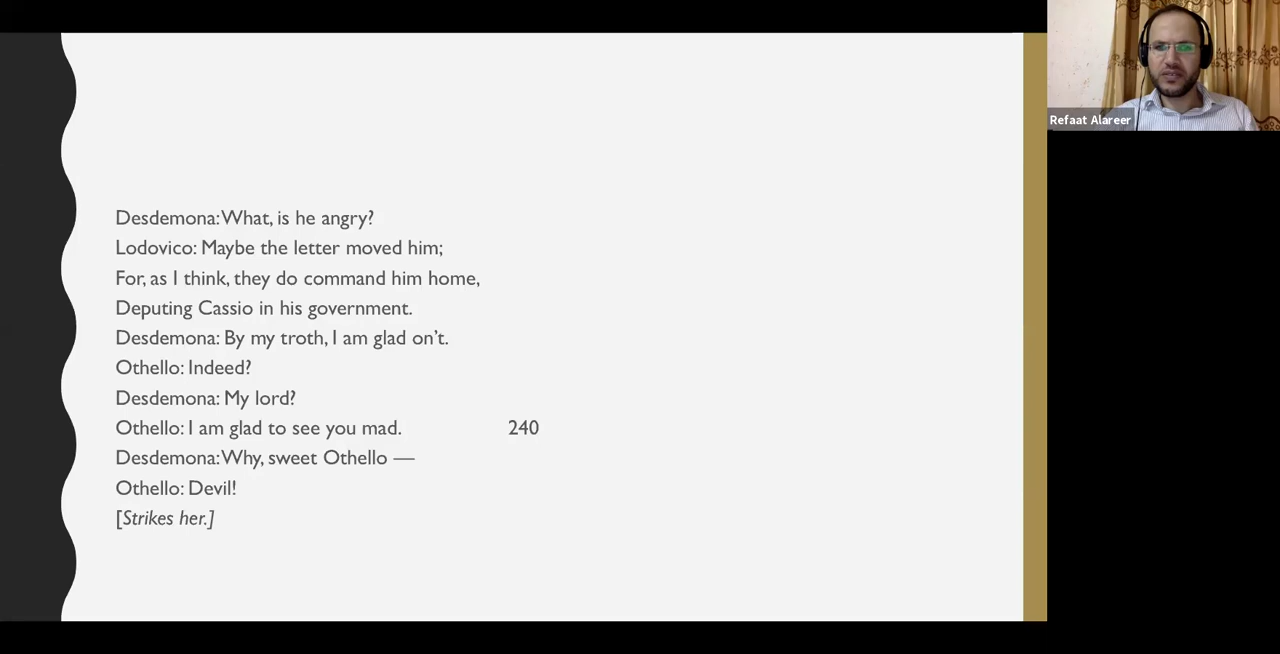 Desdemona: What, is he angry?
Lodovico: Maybe the letter moved him;
For, as I think, they do command him home,
Deputing Cassio in his government.
Desdemona: By my troth, I am glad on’t.
Othello: Indeed?
Desdemona: My lord?
Othello: I am glad to see you mad. 240
Desdemona: Why, sweet Othello —
Othello: Devil!
[Strikes her.]
Refaat Alareer